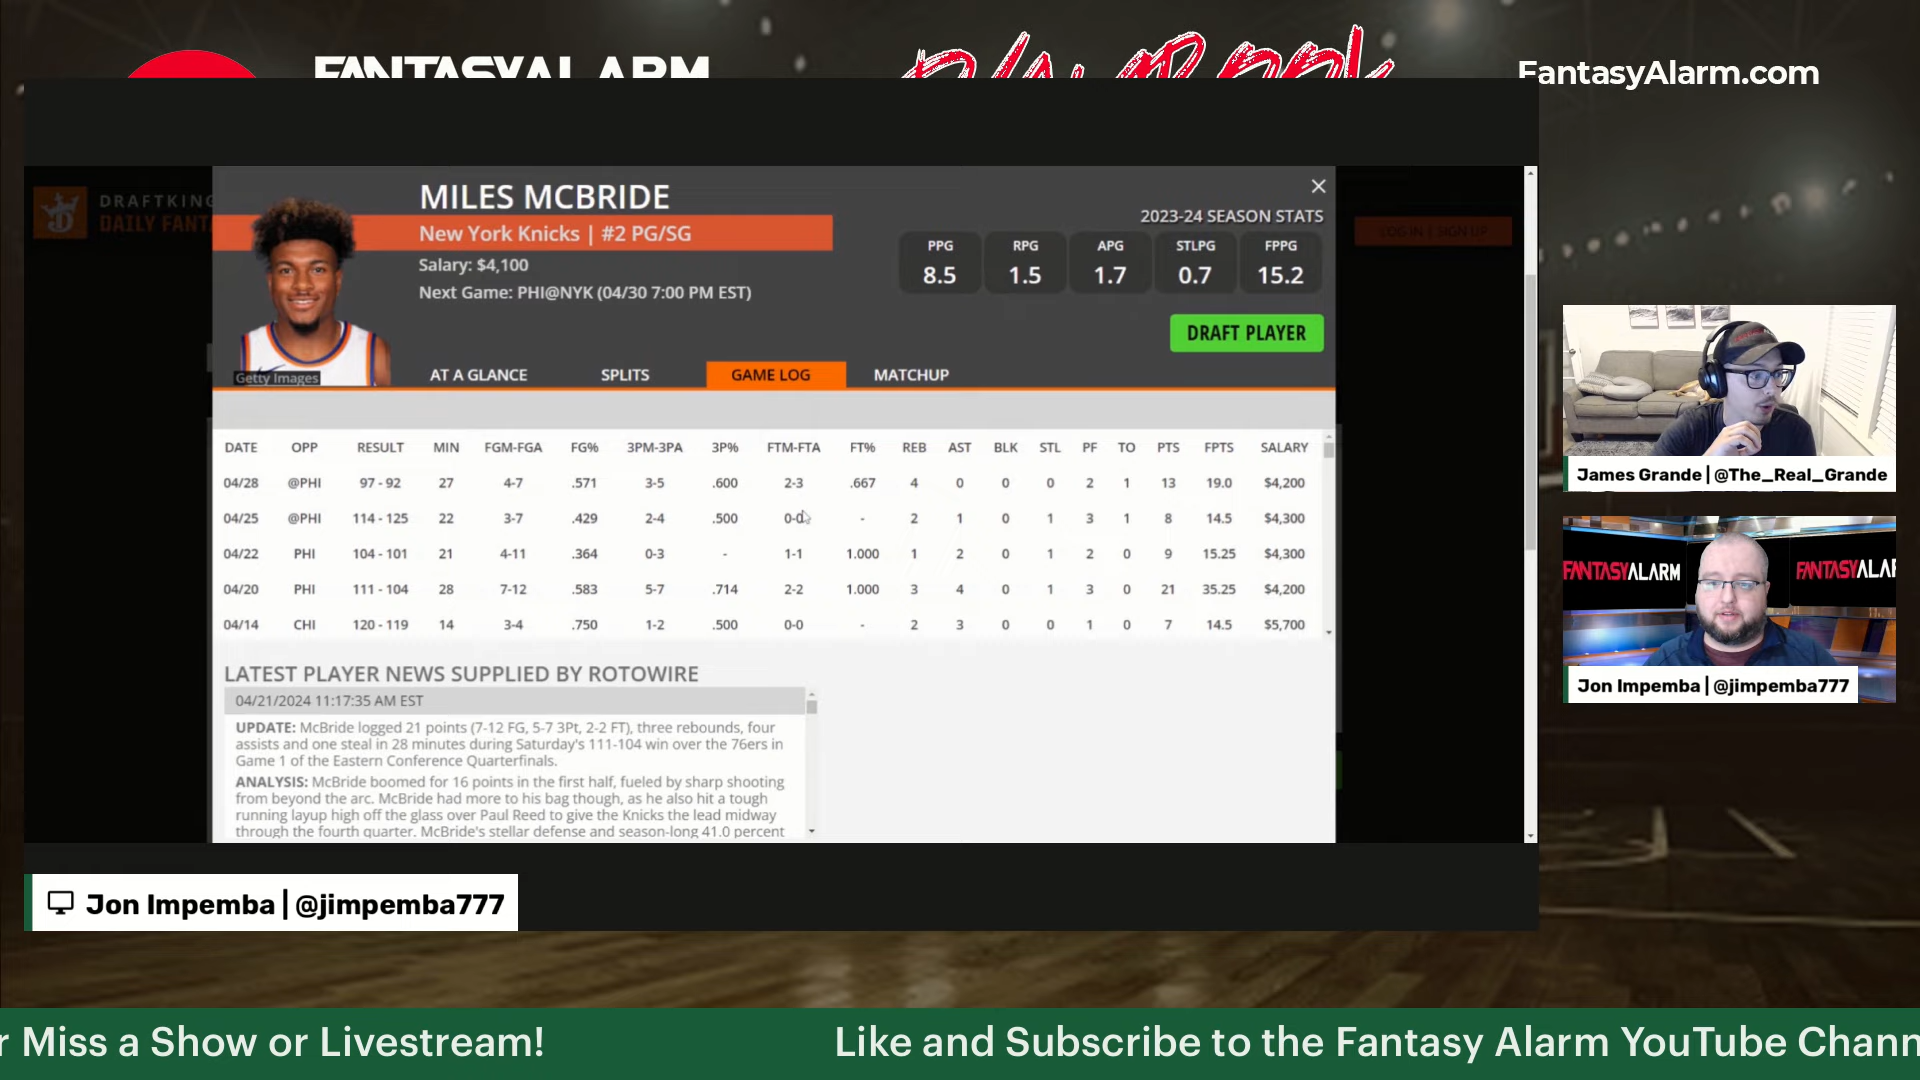 FANTASYALARM
FantasyAlarm.com
DRAFTKING
DAILY FANT
LOG IN | SIGN UP
MILES MCBRIDE
New York Knicks | #2 PG/SG
Salary: $4,100
Next Game: PHI@NYK (04/30 7:00 PM EST)
Getty Images
2023-24 SEASON STATS
PPG RPG APG STLPG FPPG
8.5 1.5 1.7 0.7 15.2
DRAFT PLAYER
AT A GLANCE SPLITS GAME LOG MATCHUP
DATE OPP RESULT MIN FGM-FGA FG% 3PM-3PA 3P% FTM-FTA FT% REB AST BLK STL PF TO PTS FPTS SALARY
04/28 @PHI 97 - 92 27 4-7 .571 3-5 .600 2-3 .667 4 0 0 0 2 1 13 19.0 $4,200
04/25 @PHI 114 - 125 22 3-7 .429 2-4 .500 0-0 - 2 1 0 1 3 1 8 14.5 $4,300
04/22 PHI 104 - 101 21 4-11 .364 0-3 - 1-1 1.000 1 2 0 1 2 0 9 15.25 $4,300
04/20 PHI 111 - 104 28 7-12 .583 5-7 .714 2-2 1.000 3 4 0 1 3 0 21 35.25 $4,200
04/14 CHI 120 - 119 14 3-4 .750 1-2 .500 0-0 - 2 3 0 0 1 0 7 14.5 $5,700
LATEST PLAYER NEWS SUPPLIED BY ROTOWIRE
04/21/2024 11:17:35 AM EST
UPDATE: McBride logged 21 points (7-12 FG, 5-7 3Pt, 2-2 FT), three rebounds, four
assists and one steal in 28 minutes during Saturday's 111-104 win over the 76ers in
Game 1 of the Eastern Conference Quarterfinals.
ANALYSIS: McBride boomed for 16 points in the first half, fueled by sharp shooting
from beyond the arc. McBride had more to his bag though, as he also hit a tough
running layup high off the glass over Paul Reed to give the Knicks the lead midway
through the fourth quarter. McBride's stellar defense and season-long 41.0 percent
James Grande | @The_Real_Grande
FANTASYALARM
FANTASYALAR
Jon Impemba | @jimpemba777
Jon Impemba | @jimpemba777
r Miss a Show or Livestream!
Like and Subscribe to the Fantasy Alarm YouTube Chann